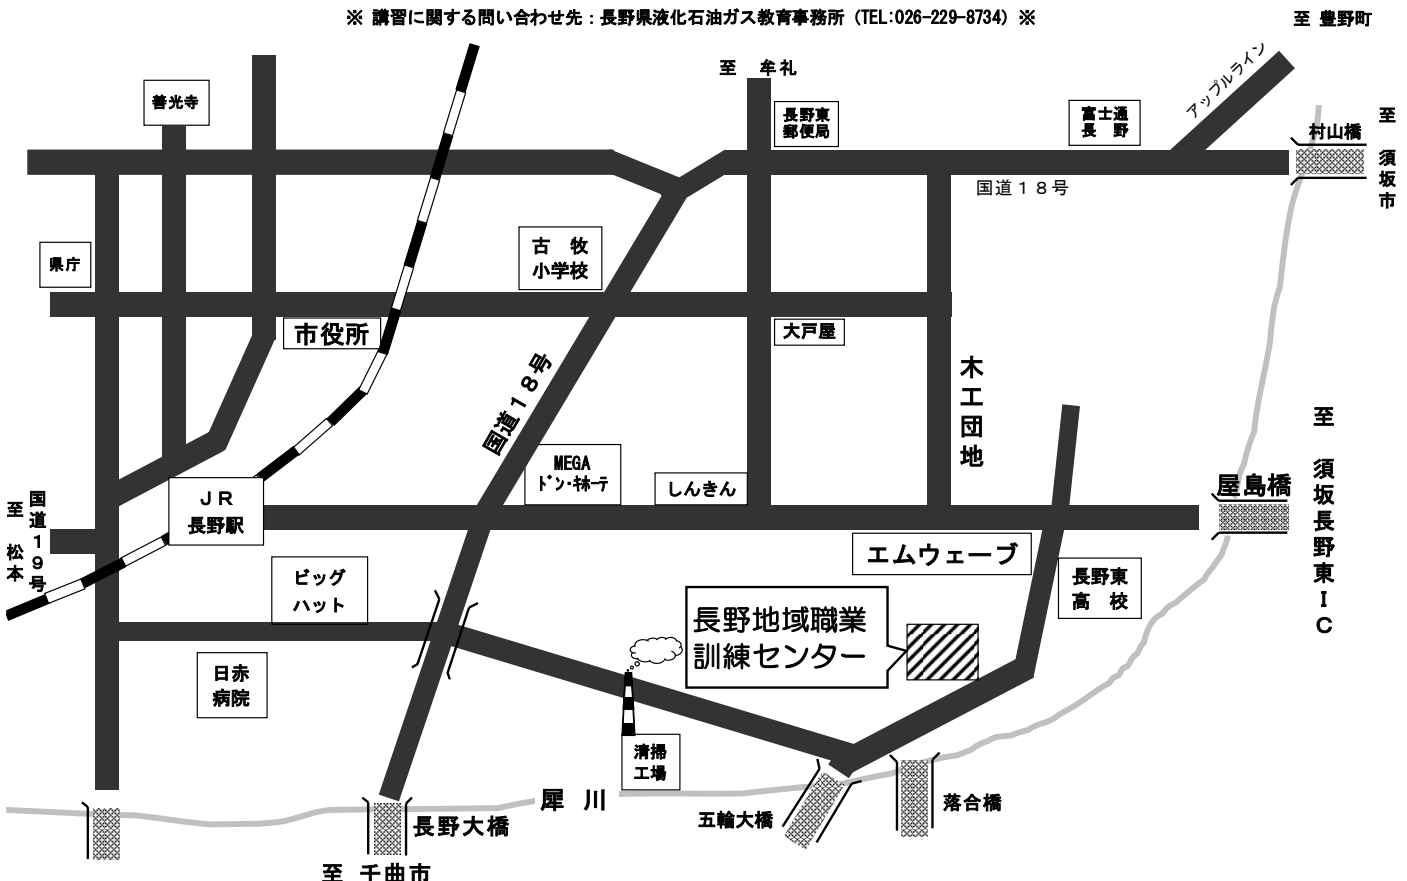 ※ 講習に関する問い合わせ先：長野県液化石油ガス教育事務所 (TEL:026-229-8734) ※
至 豊野町
至 牟礼
アップルライン
善光寺
長野東
郵便局
富士通
長 野
村山橋
至 須坂市
国道１８号
古 牧
小学校
県庁
市役所
大戸屋
国道１８号
木工団地
至 須坂長野東ＩＣ
MEGA
ﾄﾞﾝ・ｷﾎｰﾃ
しんきん
屋島橋
国道１９号
至 松本
ＪＲ
長野駅
エムウェーブ
ビッグ
ハット
長野東
高 校
長野地域職業
訓練センター
日赤
病院
清掃
工場
犀 川
五輪大橋
落合橋
長野大橋
至 千曲市